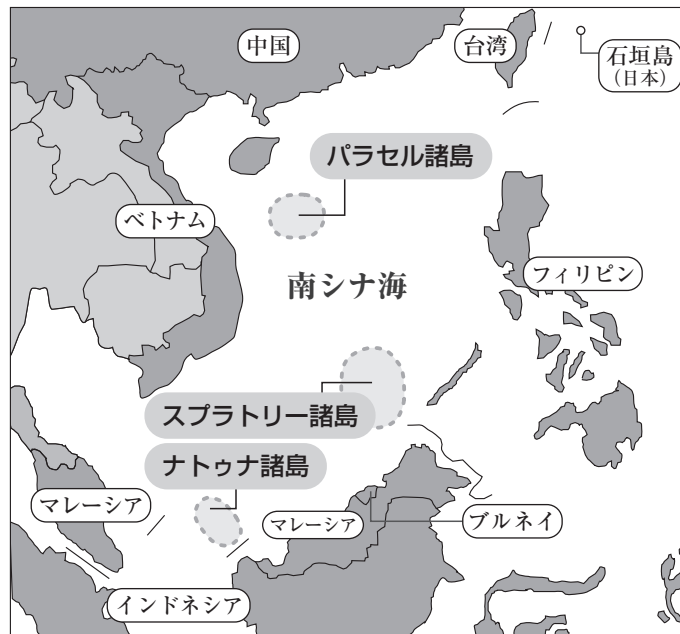 中国
台湾
石垣島
（日本）
パラセル諸島
ベトナム
南シナ海
フィリピン
スプラトリー諸島
ナトゥナ諸島
マレーシア
マレーシア
ブルネイ
インドネシア